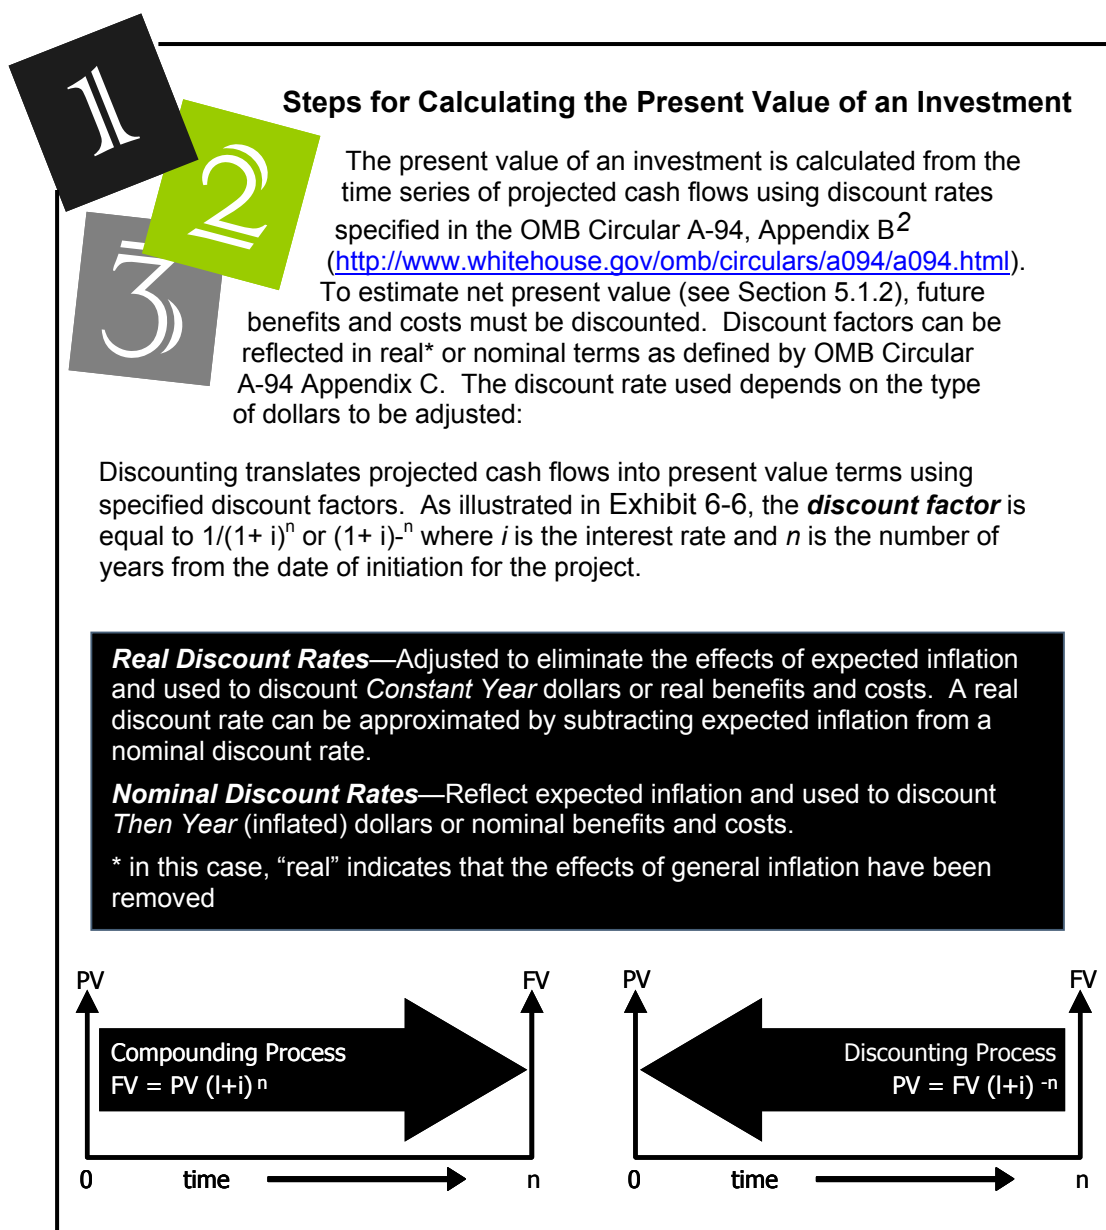 1
2
3
Steps for Calculating the Present Value of an Investment
The present value of an investment is calculated from the
time series of projected cash flows using discount rates
specified in the OMB Circular A-94, Appendix B2
(http://www.whitehouse.gov/omb/circulars/a094/a094.html).
To estimate net present value (see Section 5.1.2), future
benefits and costs must be discounted.  Discount factors can be
reflected in real* or nominal terms as defined by OMB Circular
A-94 Appendix C.  The discount rate used depends on the type
of dollars to be adjusted:
Discounting translates projected cash flows into present value terms using
specified discount factors.  As illustrated in Exhibit 6-6, the discount factor is
equal to 1/(1+ i)^n or (1+ i)-^n where i is the interest rate and n is the number of
years from the date of initiation for the project.
Real Discount Rates—Adjusted to eliminate the effects of expected inflation
and used to discount Constant Year dollars or real benefits and costs.  A real
discount rate can be approximated by subtracting expected inflation from a
nominal discount rate.
Nominal Discount Rates—Reflect expected inflation and used to discount
Then Year (inflated) dollars or nominal benefits and costs.
* in this case, “real” indicates that the effects of general inflation have been
removed
PV FV
Compounding Process
FV = PV (l+i) n
0 time n
PV FV
Discounting Process
PV = FV (l+i) -n
0 time n